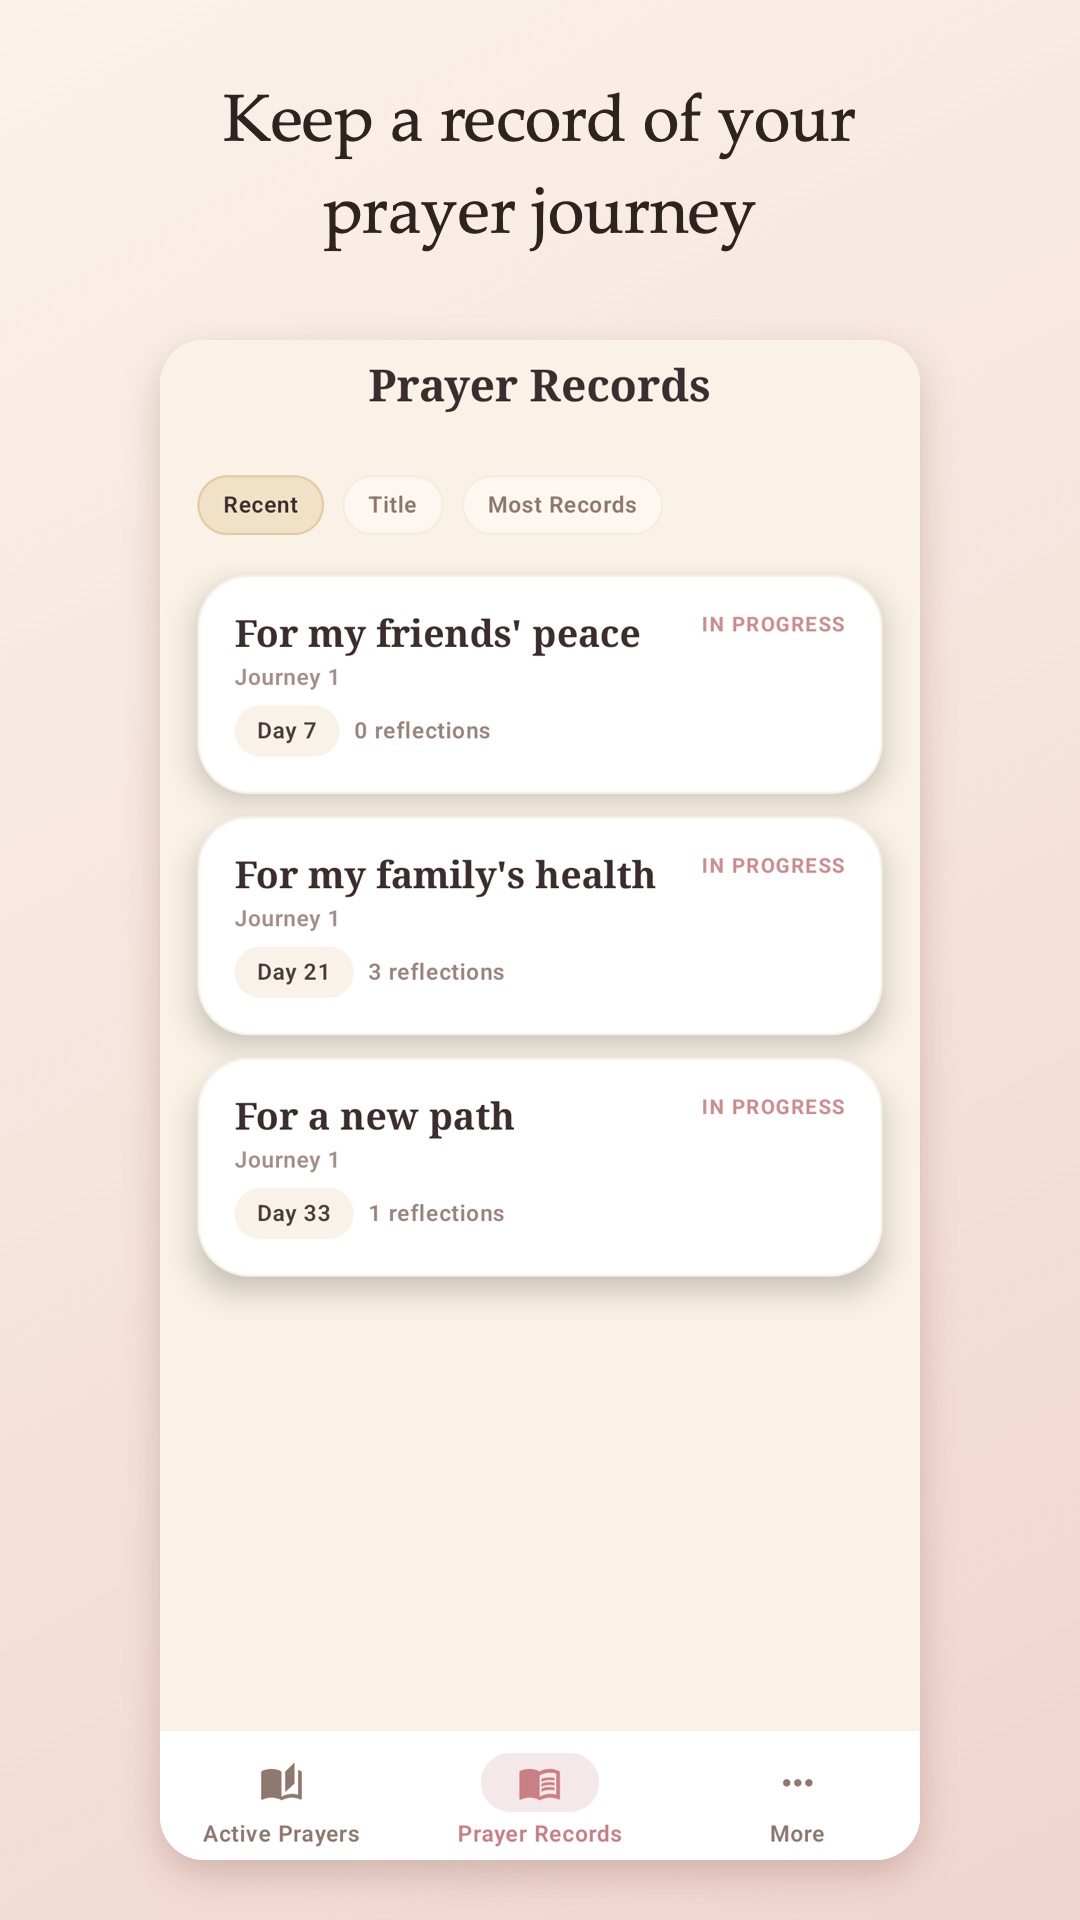 Keep a record of your
prayer journey
Prayer Records
Recent Title Most Records
For my friends' peace IN PROGRESS
Journey 1
Day 7 0 reflections
For my family's health IN PROGRESS
Journey 1
Day 21 3 reflections
For a new path IN PROGRESS
Journey 1
Day 33 1 reflections
Active Prayers Prayer Records More